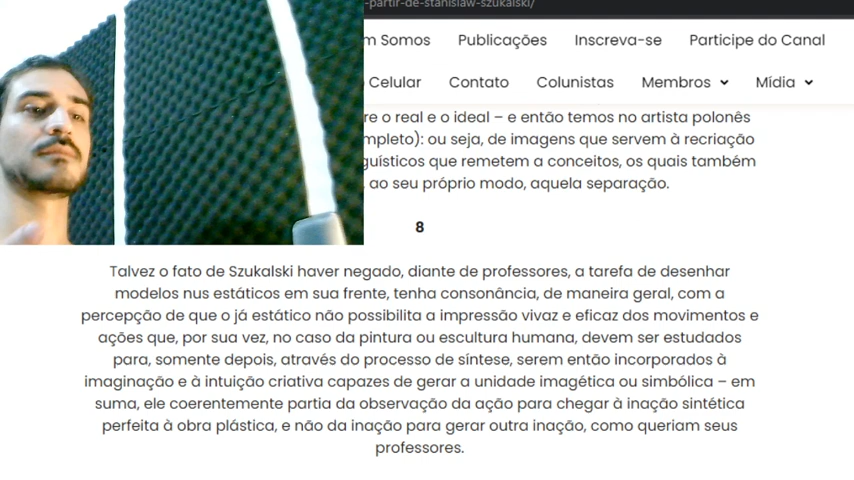 -partir-de-stanislaw-szukalski/
m Somos Publicações Inscreva-se Participe do Canal
Celular Contato Colunistas Membros Mídia
re o real e o ideal – e então temos no artista polonês
mpleto): ou seja, de imagens que servem à recriação
guísticos que remetem a conceitos, os quais também
, ao seu próprio modo, aquela separação.
8
Talvez o fato de Szukalski haver negado, diante de professores, a tarefa de desenhar
modelos nus estáticos em sua frente, tenha consonância, de maneira geral, com a
percepção de que o já estático não possibilita a impressão vivaz e eficaz dos movimentos e
ações que, por sua vez, no caso da pintura ou escultura humana, devem ser estudados
para, somente depois, através do processo de síntese, serem então incorporados à
imaginação e à intuição criativa capazes de gerar a unidade imagética ou simbólica – em
suma, ele coerentemente partia da observação da ação para chegar à inação sintética
perfeita à obra plástica, e não da inação para gerar outra inação, como queriam seus
professores.